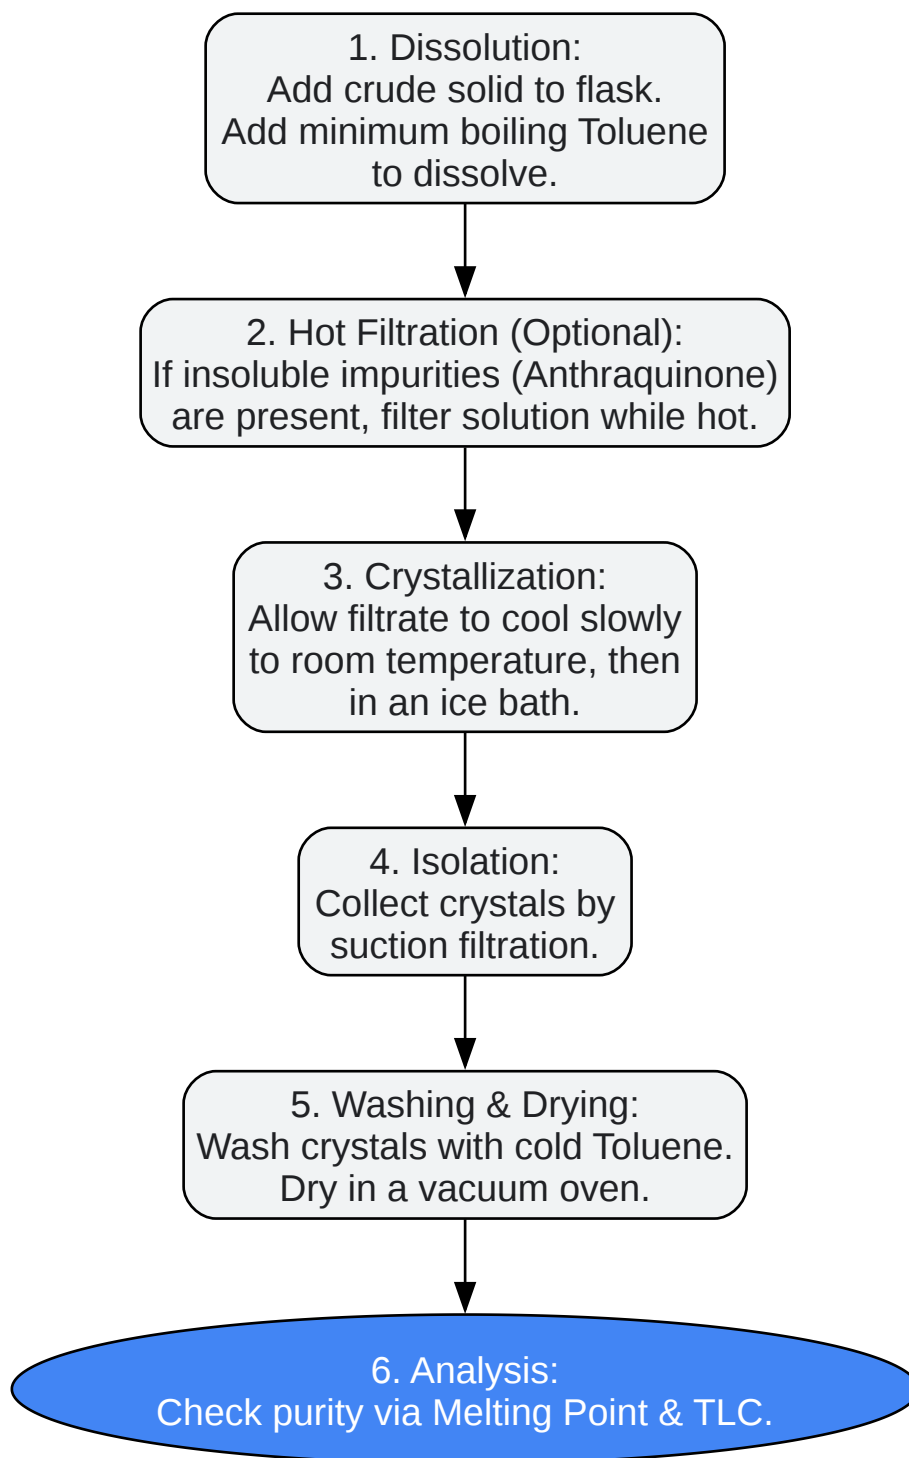 1. Dissolution:
Add crude solid to flask.
Add minimum boiling Toluene
to dissolve.
2. Hot Filtration (Optional):
If insoluble impurities (Anthraquinone)
are present, filter solution while hot.
3. Crystallization:
Allow filtrate to cool slowly
to room temperature, then
in an ice bath.
4. Isolation:
Collect crystals by
suction filtration.
5. Washing & Drying:
Wash crystals with cold Toluene.
Dry in a vacuum oven.
6. Analysis:
Check purity via Melting Point & TLC.